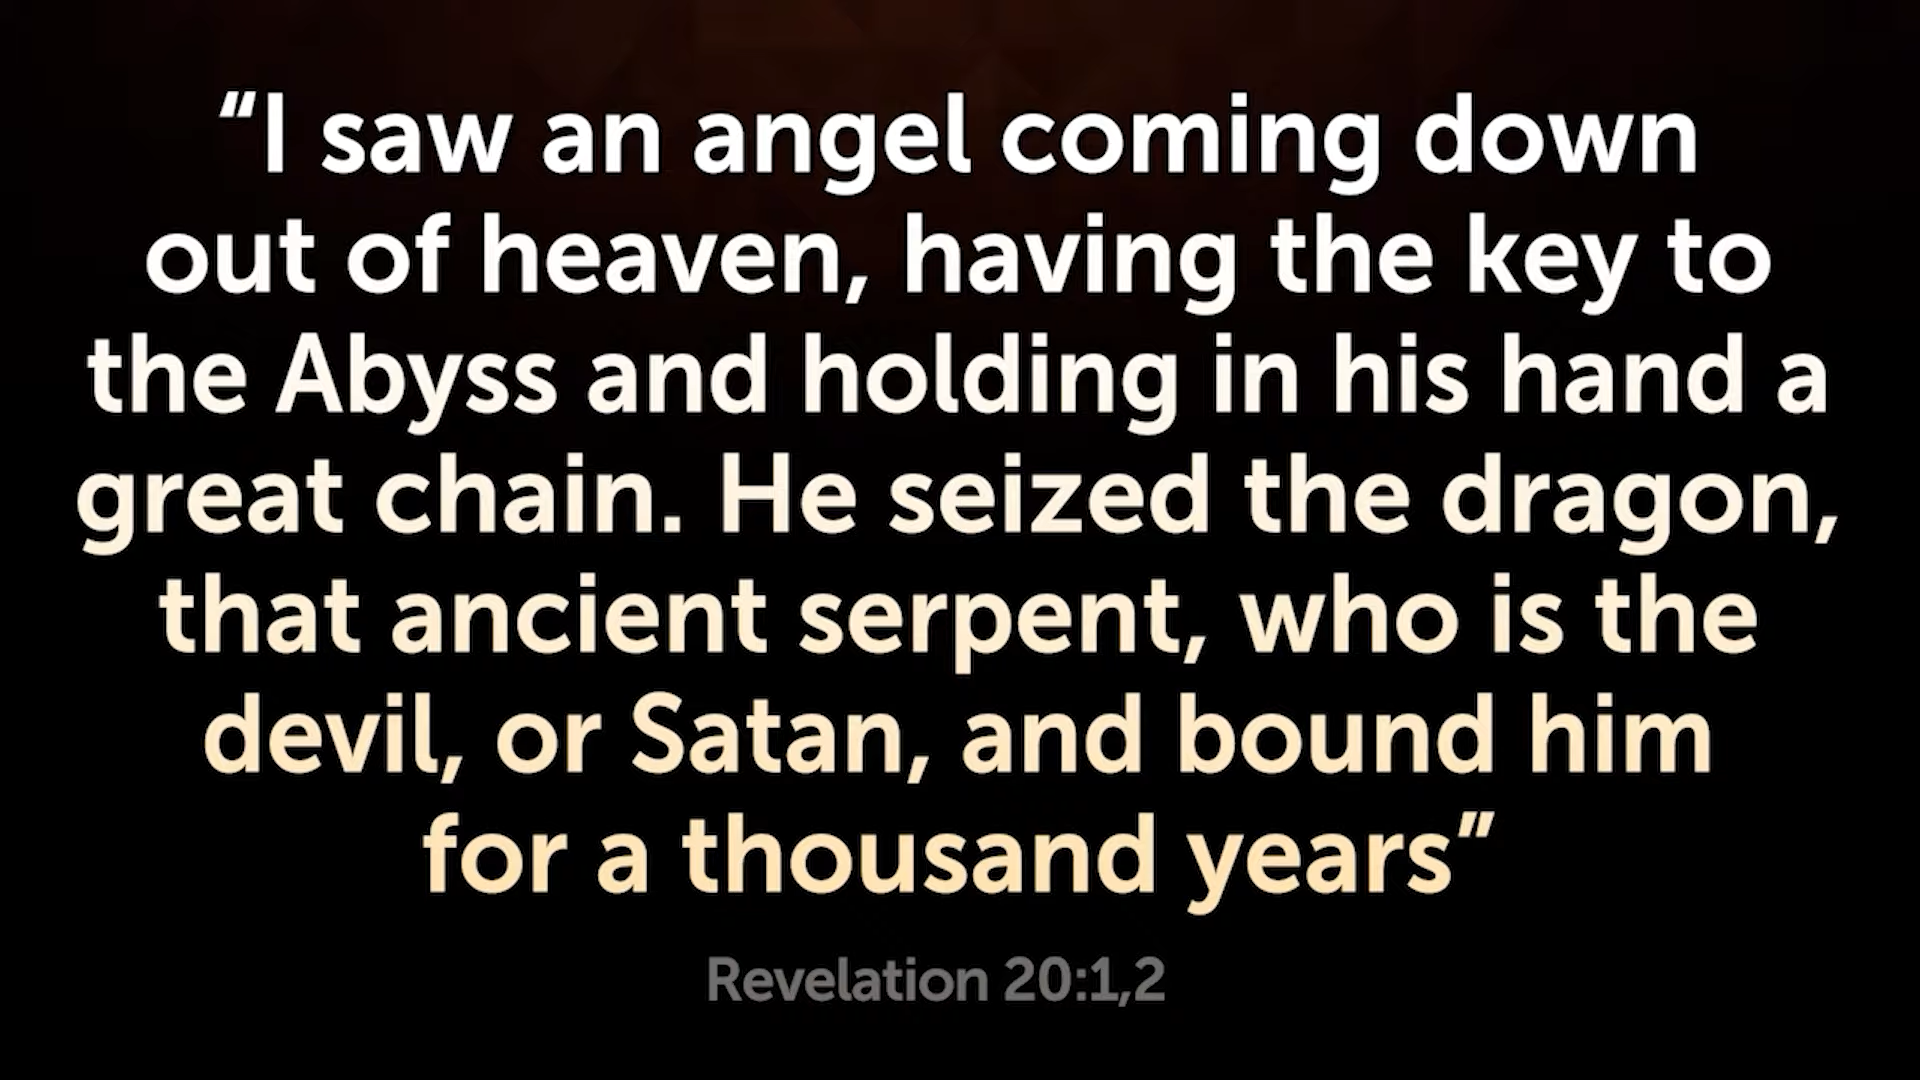 “I saw an angel coming down
out of heaven, having the key to
the Abyss and holding in his hand a
great chain. He seized the dragon,
that ancient serpent, who is the
devil, or Satan, and bound him
for a thousand years”
Revelation 20:1,2